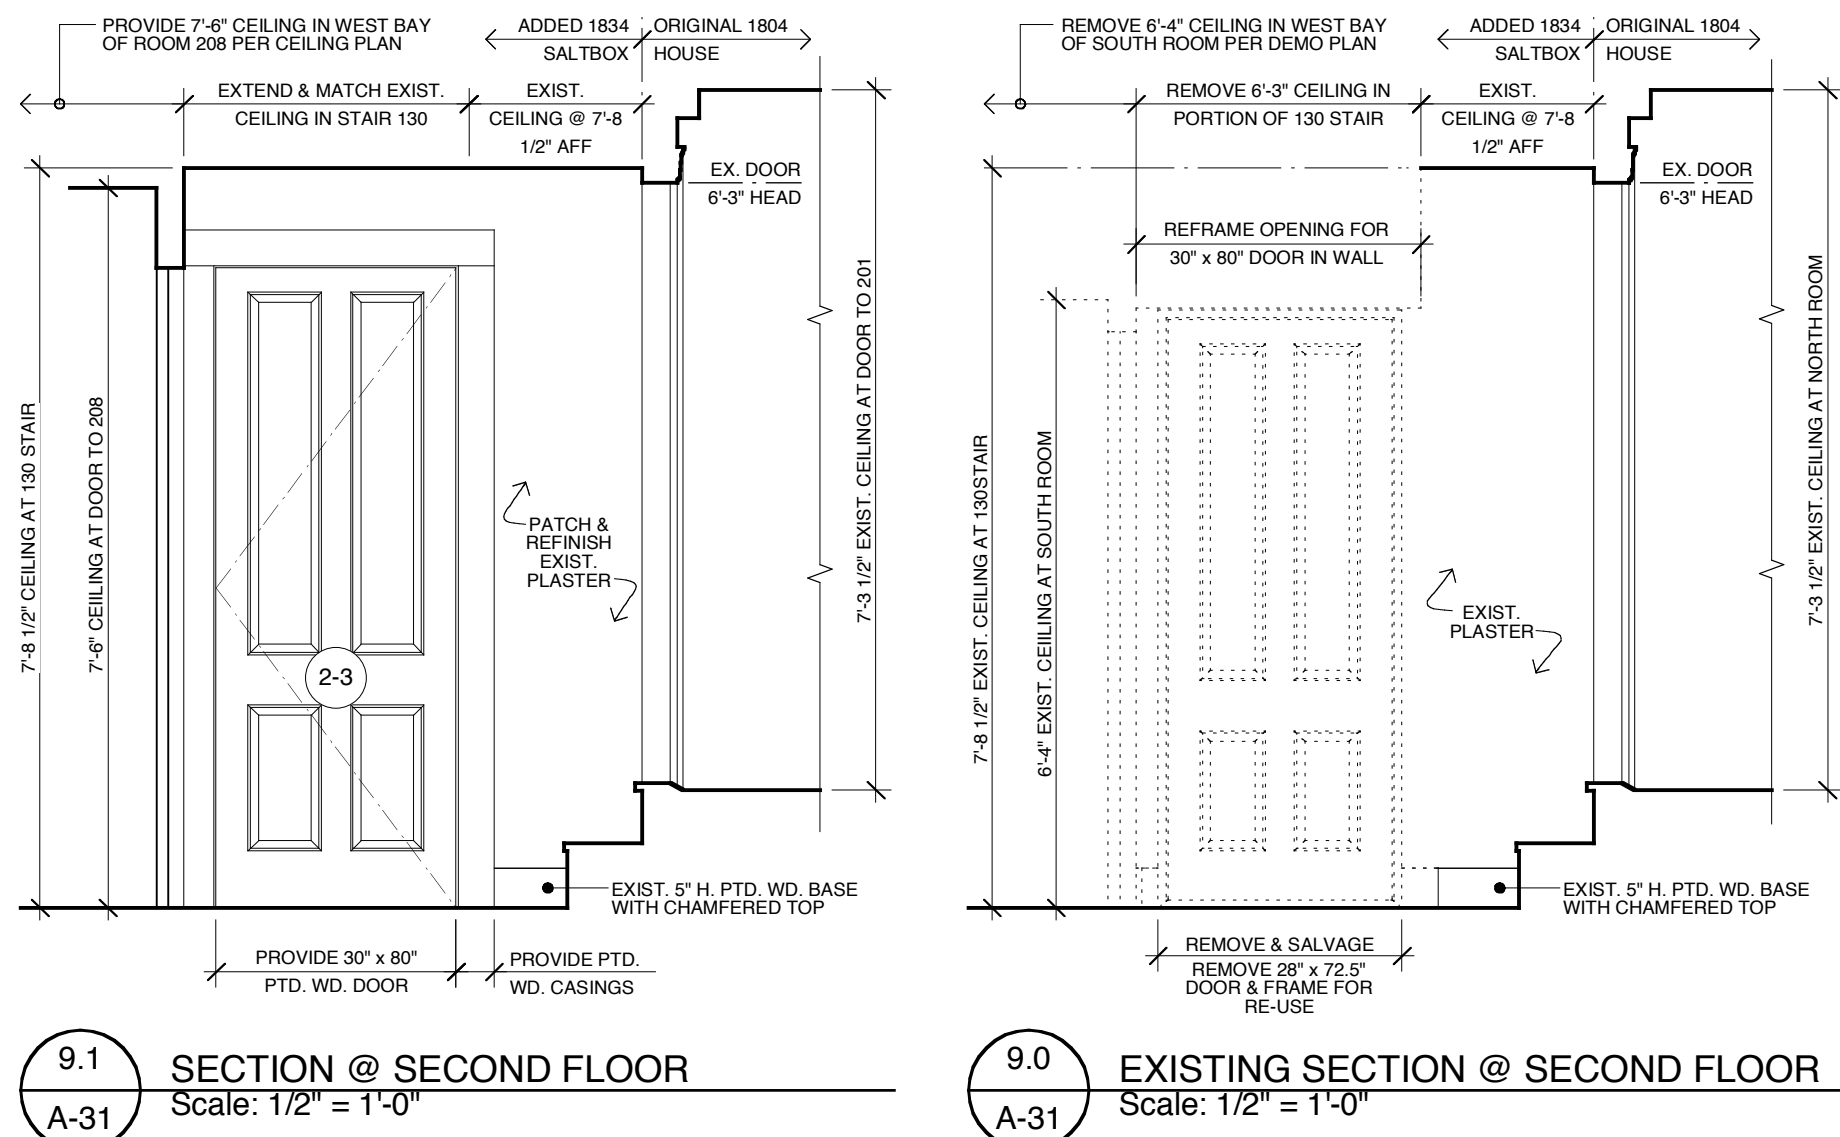 PROVIDE 7'-6" CEILING IN WEST BAY
OF ROOM 208 PER CEILING PLAN
ADDED 1834
SALTBOX
ORIGINAL 1804
HOUSE
EXTEND & MATCH EXIST.
CEILING IN STAIR 130
EXIST.
CEILING @ 7'-8
1/2" AFF
EX. DOOR
6'-3" HEAD
7'-8 1/2" CEILING AT 130 STAIR
7'-6" CEIILNG AT DOOR TO 208
7'-3 1/2" EXIST. CEILING AT DOOR TO 201
PATCH &
REFINISH
EXIST.
PLASTER
2-3
EXIST. 5" H. PTD. WD. BASE
WITH CHAMFERED TOP
PROVIDE 30" x 80"
PTD. WD. DOOR
PROVIDE PTD.
WD. CASINGS
9.1
A-31
SECTION @ SECOND FLOOR
Scale: 1/2" = 1'-0"
REMOVE 6'-4" CEILING IN WEST BAY
OF SOUTH ROOM PER DEMO PLAN
ADDED 1834
SALTBOX
ORIGINAL 1804
HOUSE
REMOVE 6'-3" CEILING IN
PORTION OF 130 STAIR
EXIST.
CEILING @ 7'-8
1/2" AFF
EX. DOOR
6'-3" HEAD
REFRAME OPENING FOR
30" x 80" DOOR IN WALL
7'-8 1/2" EXIST. CEILING AT 130STAIR
6'-4" EXIST. CEIILING AT SOUTH ROOM
7'-3 1/2" EXIST. CEILING AT NORTH ROOM
EXIST.
PLASTER
EXIST. 5" H. PTD. WD. BASE
WITH CHAMFERED TOP
REMOVE & SALVAGE
REMOVE 28" x 72.5"
DOOR & FRAME FOR
RE-USE
9.0
A-31
EXISTING SECTION @ SECOND FLOOR
Scale: 1/2" = 1'-0"